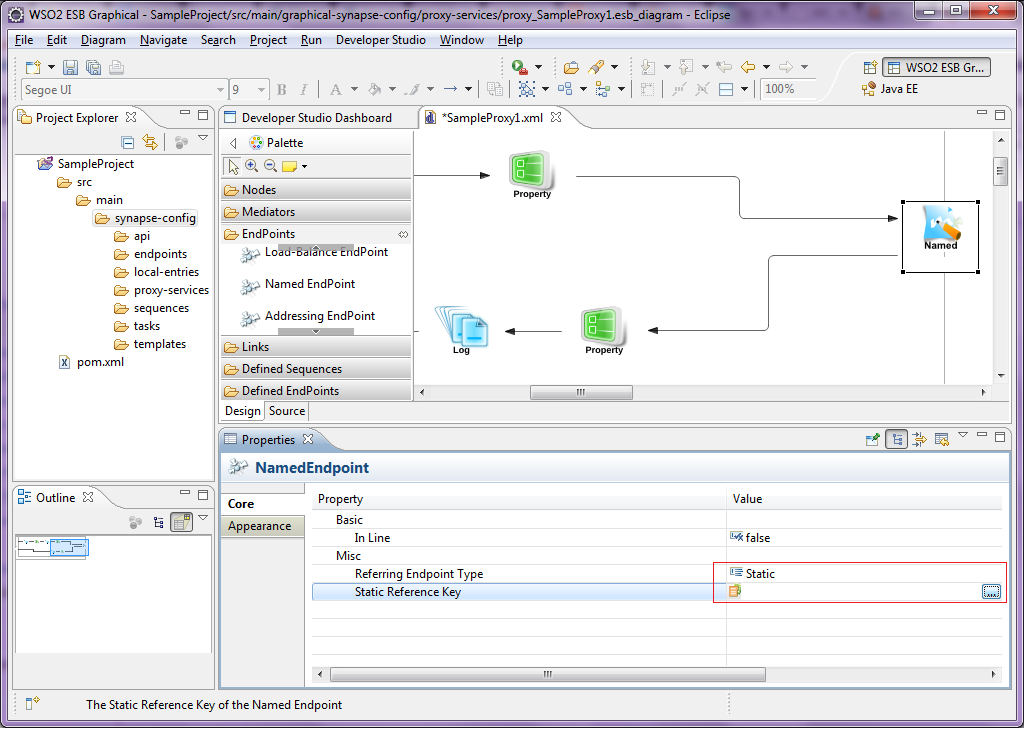 WSO2 ESB Graphical - SampleProject/src/main/graphical-synapse-config/proxy-services/proxy_SampleProxy1.esb_diagram - Eclipse
File Edit Diagram Navigate Search Project Run Developer Studio Window Help
WSO2 ESB Gr...
Segoe UI 9 B I A 100% Java EE
Project Explorer
SampleProject
src
main
synapse-config
api
endpoints
local-entries
proxy-services
sequences
tasks
templates
pom.xml
Outline
Developer Studio Dashboard *SampleProxy1.xml
Palette
Nodes
Mediators
EndPoints
Load-Balance EndPoint
Named EndPoint
Addressing EndPoint
Links
Defined Sequences
Defined EndPoints
Property
Named
Log
Property
Design Source
Properties
NamedEndpoint
Core
Appearance
Property Value
Basic
In Line false
Misc
Referring Endpoint Type Static
Static Reference Key ...
The Static Reference Key of the Named Endpoint